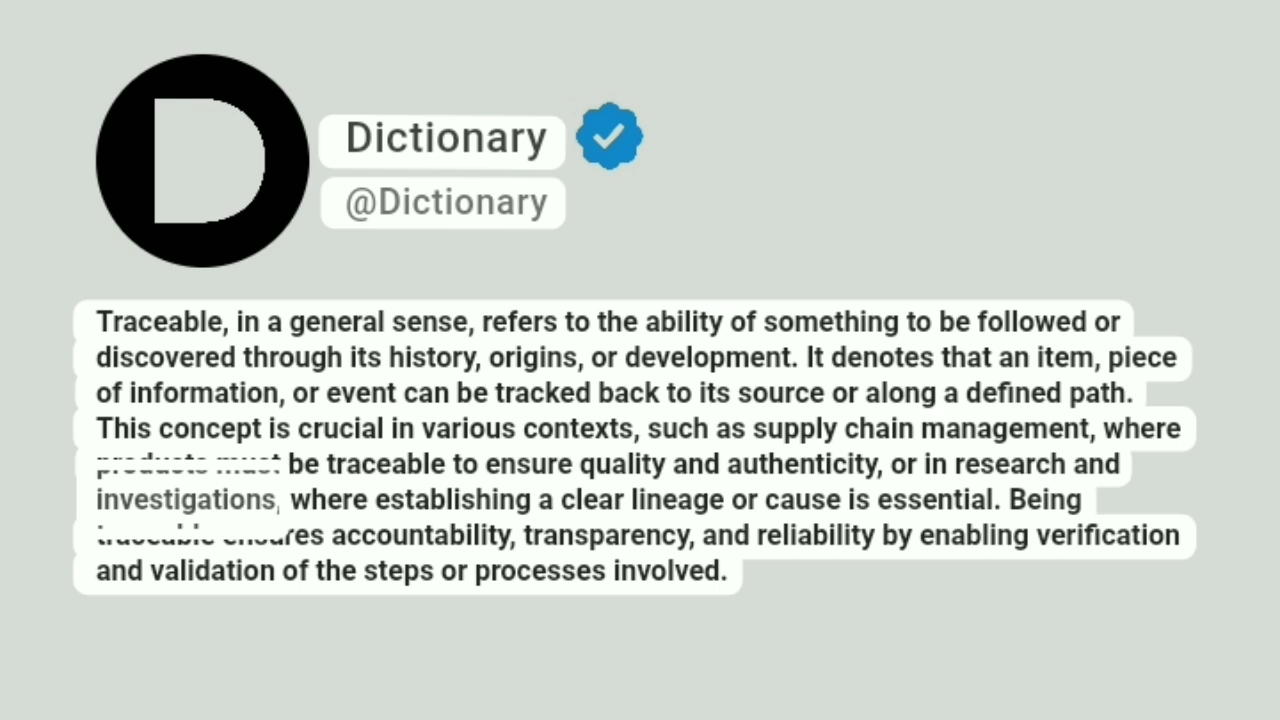 D
Dictionary
@Dictionary
Traceable, in a general sense, refers to the ability of something to be followed or
discovered through its history, origins, or development. It denotes that an item, piece
of information, or event can be tracked back to its source or along a defined path.
This concept is crucial in various contexts, such as supply chain management, where
products must be traceable to ensure quality and authenticity, or in research and
investigations, where establishing a clear lineage or cause is essential. Being
traceable ensures accountability, transparency, and reliability by enabling verification
and validation of the steps or processes involved.